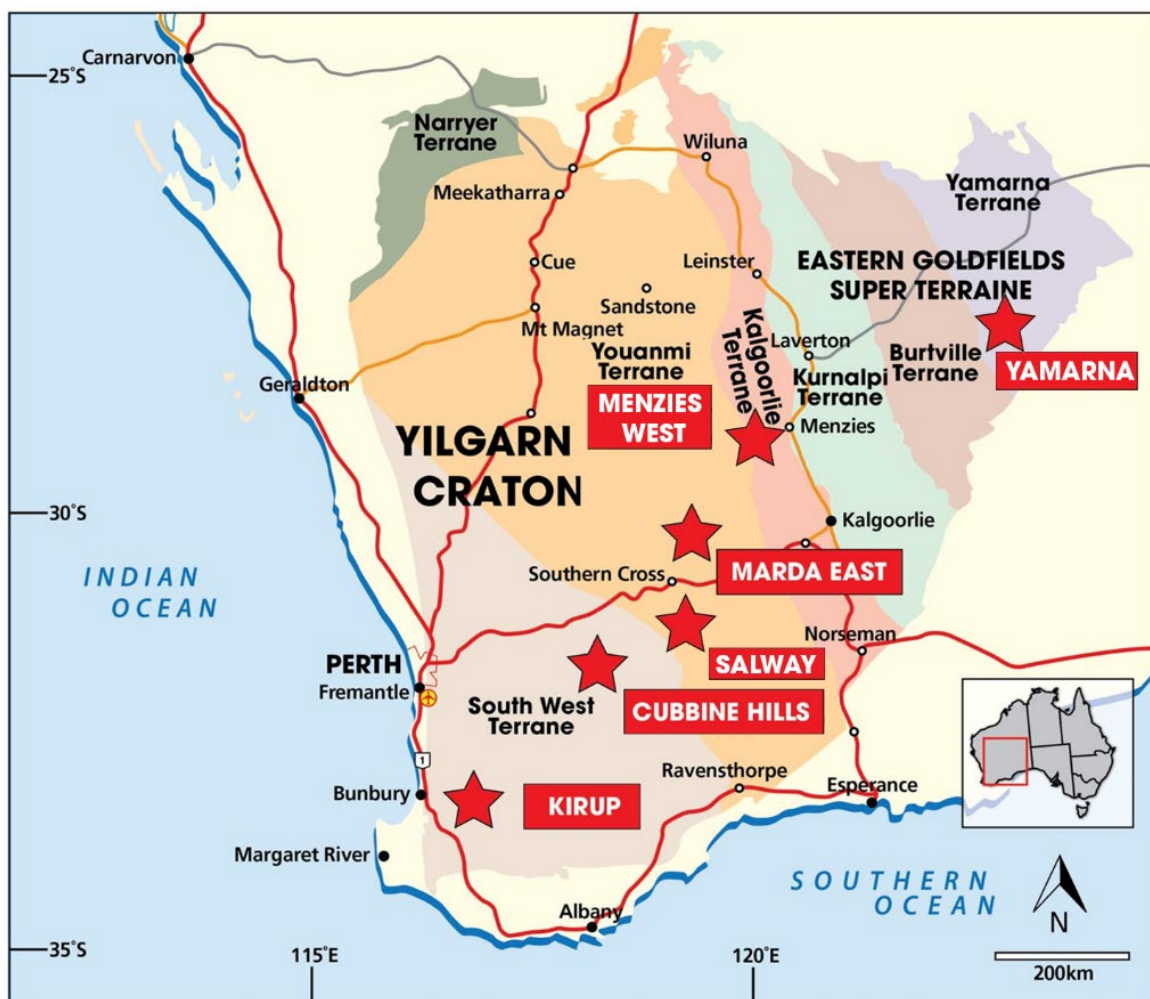 Carnarvon
25°S
Narryer
Terrane
Wiluna
Meekatharra
Yamarna
Terrane
Cue
Leinster
EASTERN GOLDFIELDS
SUPER TERRAINE
Sandstone
Mt Magnet
Kalgoorlie
Terrane
Youanmi
Terrane
Laverton
Burtville
Terrane
YAMARNA
Kurnalpi
Terrane
Geraldton
MENZIES
WEST
Menzies
YILGARN
CRATON
30°S
Kalgoorlie
INDIAN
OCEAN
MARDA EAST
Southern Cross
Norseman
PERTH
Fremantle
SALWAY
South West
Terrane
CUBBINE HILLS
1
Ravensthorpe
Esperance
Bunbury
KIRUP
Margaret River
SOUTHERN
OCEAN
Albany
N
35°S
115°E
120°E
200km